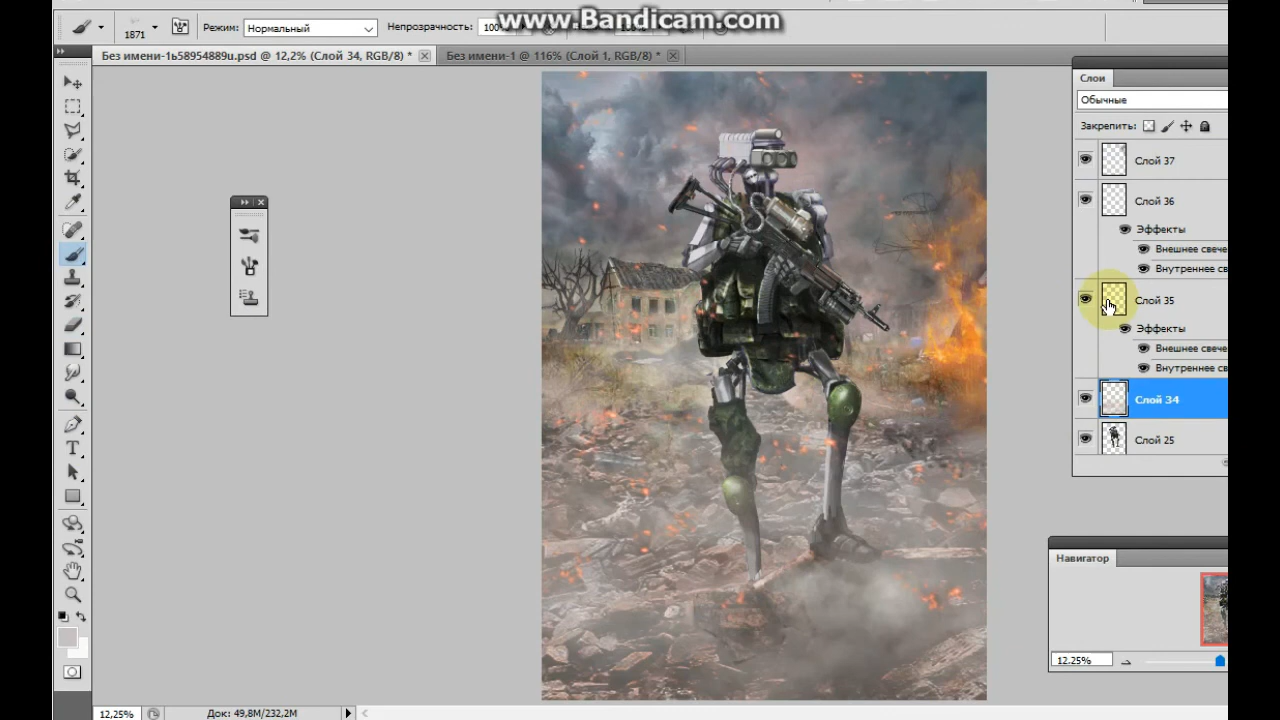 www.Bandicam.com
1871
Режим:
Нормальный
Непрозрачность:
Без имени-1ь58954889u.psd @ 12,2% (Слой 34, RGB/8) *
Без имени-1 @ 116% (Слой 1, RGB/8) *
Слои
Обычные
Закрепить:
Слой 37
Слой 36
Эффекты
Внешнее свече
Внутреннее св
Слой 35
Эффекты
Внешнее свече
Внутреннее св
Слой 34
Слой 25
Навигатор
12.25%
12,25%
Док: 49,8M/232,2M